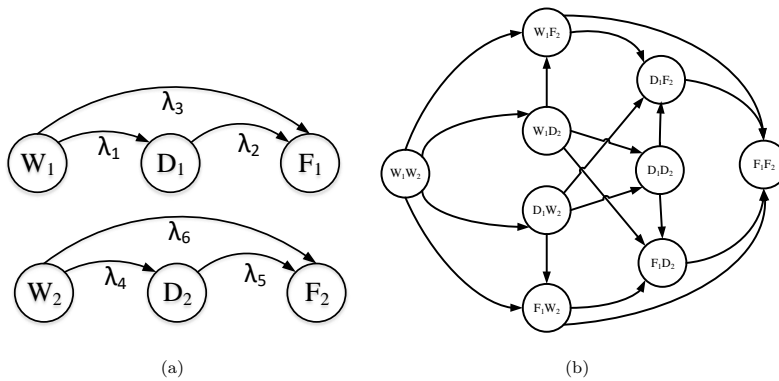 λ₃
λ₁
λ₂
W₁
D₁
F₁
λ₆
λ₄
λ₅
W₂
D₂
F₂
(a)
W₁F₂
D₁F₂
W₁D₂
W₁W₂
D₁D₂
F₁F₂
D₁W₂
F₁D₂
F₁W₂
(b)